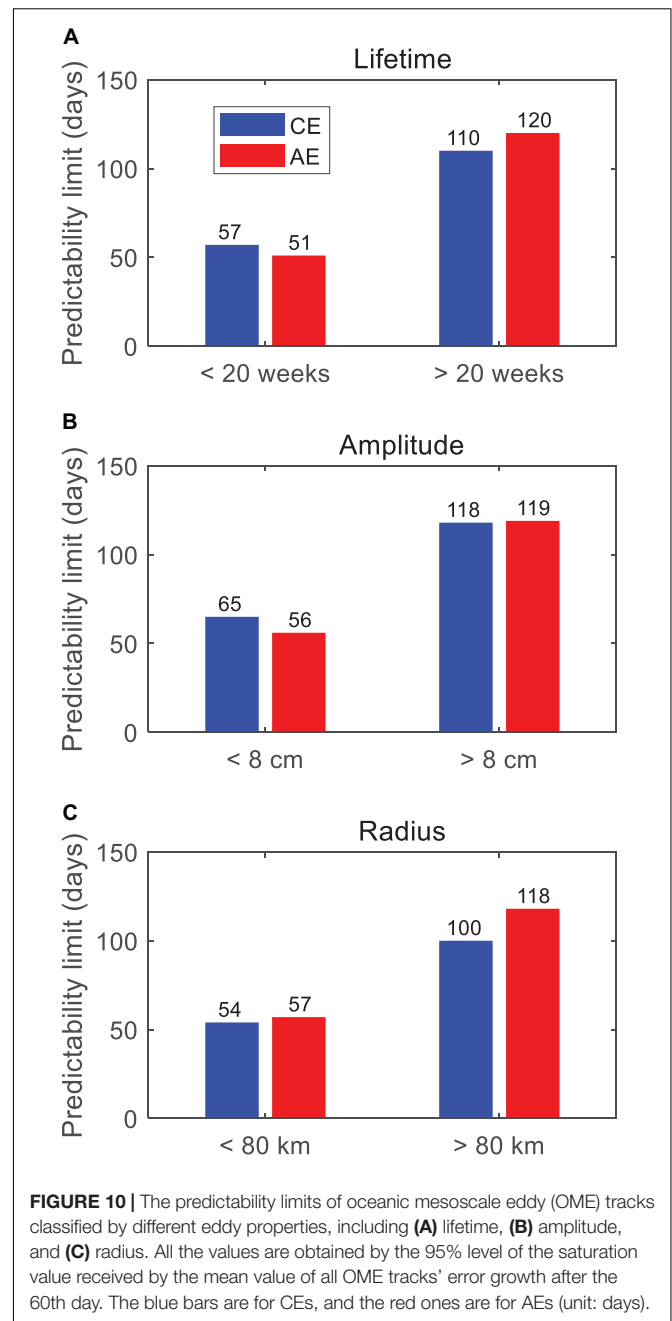 A
Lifetime
Predictability limit (days)
150
100
50
0
CE
AE
57
51
110
120
< 20 weeks
> 20 weeks
B
Amplitude
Predictability limit (days)
150
100
50
0
65
56
118
119
< 8 cm
> 8 cm
C
Radius
Predictability limit (days)
150
100
50
0
54
57
100
118
< 80 km
> 80 km
FIGURE 10 | The predictability limits of oceanic mesoscale eddy (OME) tracks
classified by different eddy properties, including (A) lifetime, (B) amplitude,
and (C) radius. All the values are obtained by the 95% level of the saturation
value received by the mean value of all OME tracks' error growth after the
60th day. The blue bars are for CEs, and the red ones are for AEs (unit: days).